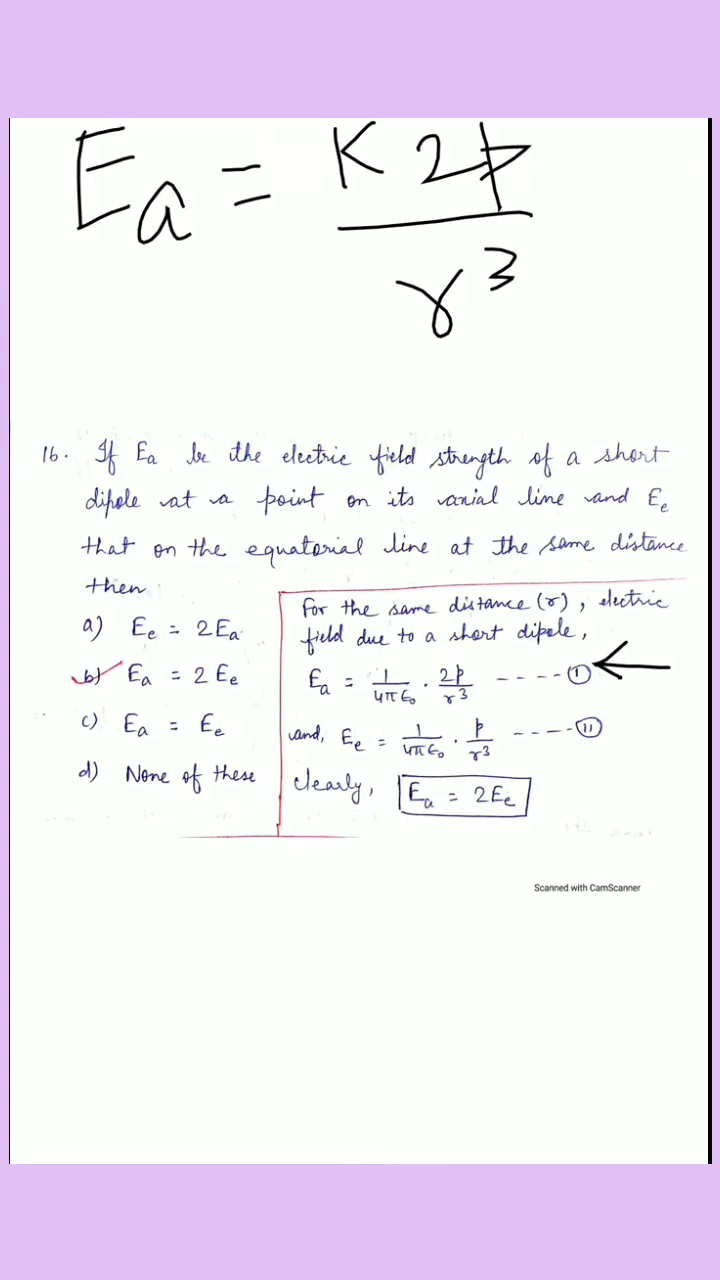 Ea = K 2p / r³
16. If Ea be the electric field strength of a short
dipole at a point on its axial line and Ee
that on the equatorial line at the same distance
then
a) Ee = 2Ea
b) Ea = 2Ee
c) Ea = Ee
d) None of these
For the same distance (r), electric
field due to a short dipole,
Ea = 1/4πϵ₀ . 2p/r³ ---- (I)
and, Ee = 1/4πϵ₀ . p/r³ ---- (II)
clearly, Ea = 2Ee
Scanned with CamScanner